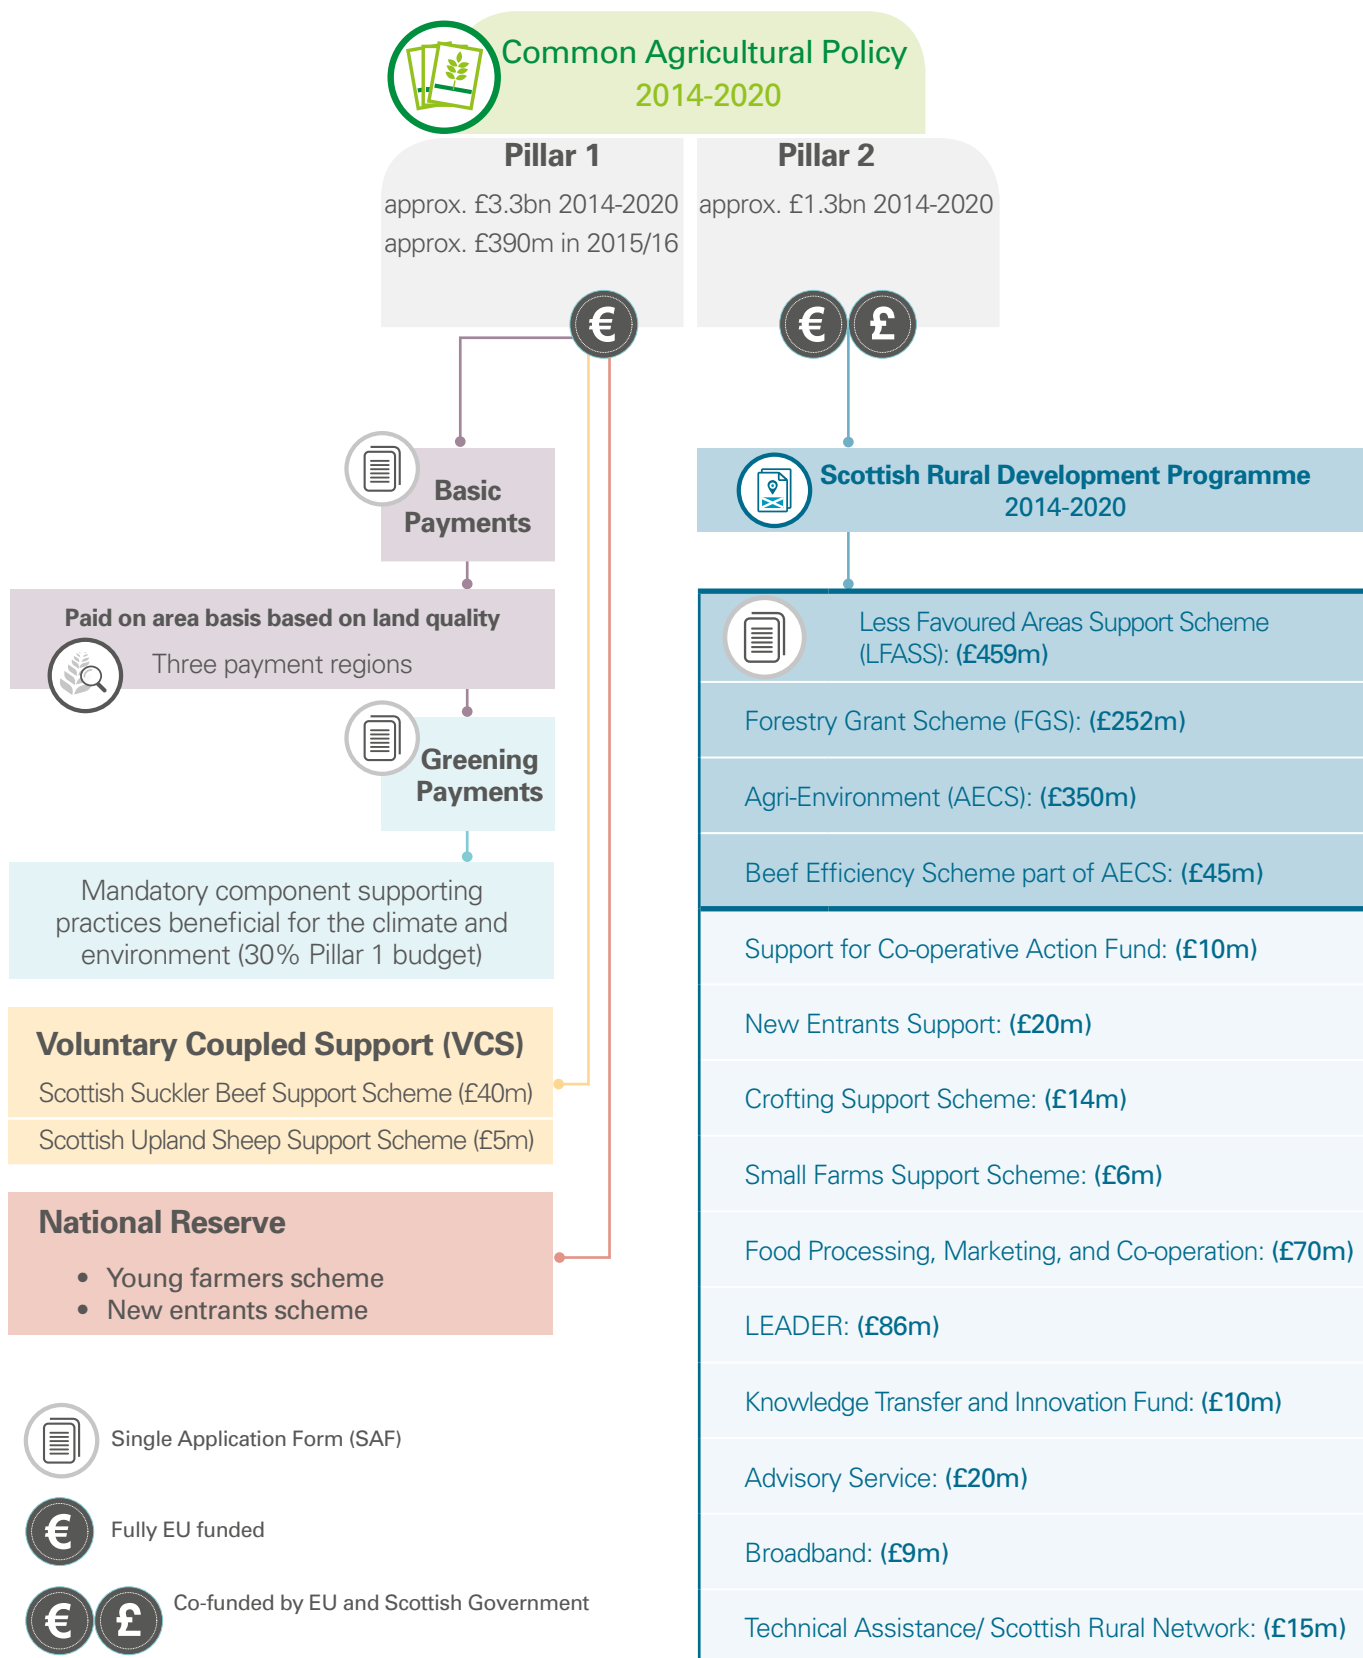 Common Agricultural Policy
2014-2020
Pillar 1
approx. £3.3bn 2014-2020
approx. £390m in 2015/16
€
Pillar 2
approx. £1.3bn 2014-2020
€ £
Basic
Payments
Paid on area basis based on land quality
Three payment regions
Greening
Payments
Mandatory component supporting
practices beneficial for the climate and
environment (30% Pillar 1 budget)
Voluntary Coupled Support (VCS)
Scottish Suckler Beef Support Scheme (£40m)
Scottish Upland Sheep Support Scheme (£5m)
National Reserve
• Young farmers scheme
• New entrants scheme
Single Application Form (SAF)
€ Fully EU funded
€ £ Co-funded by EU and Scottish Government
Scottish Rural Development Programme
2014-2020
Less Favoured Areas Support Scheme
(LFASS): (£459m)
Forestry Grant Scheme (FGS): (£252m)
Agri-Environment (AECS): (£350m)
Beef Efficiency Scheme part of AECS: (£45m)
Support for Co-operative Action Fund: (£10m)
New Entrants Support: (£20m)
Crofting Support Scheme: (£14m)
Small Farms Support Scheme: (£6m)
Food Processing, Marketing, and Co-operation: (£70m)
LEADER: (£86m)
Knowledge Transfer and Innovation Fund: (£10m)
Advisory Service: (£20m)
Broadband: (£9m)
Technical Assistance/ Scottish Rural Network: (£15m)